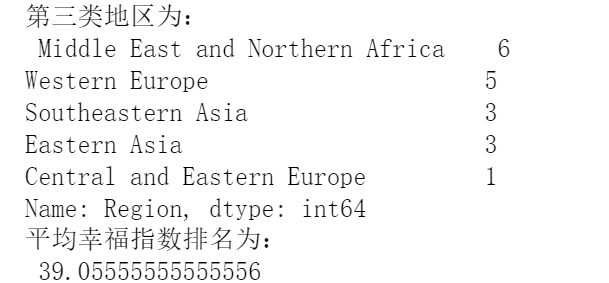 第三类地区为:
Middle East and Northern Africa    6
Western Europe                     5
Southeastern Asia                  3
Eastern Asia                       3
Central and Eastern Europe         1
Name: Region, dtype: int64
平均幸福指数排名为:
39.05555555555556